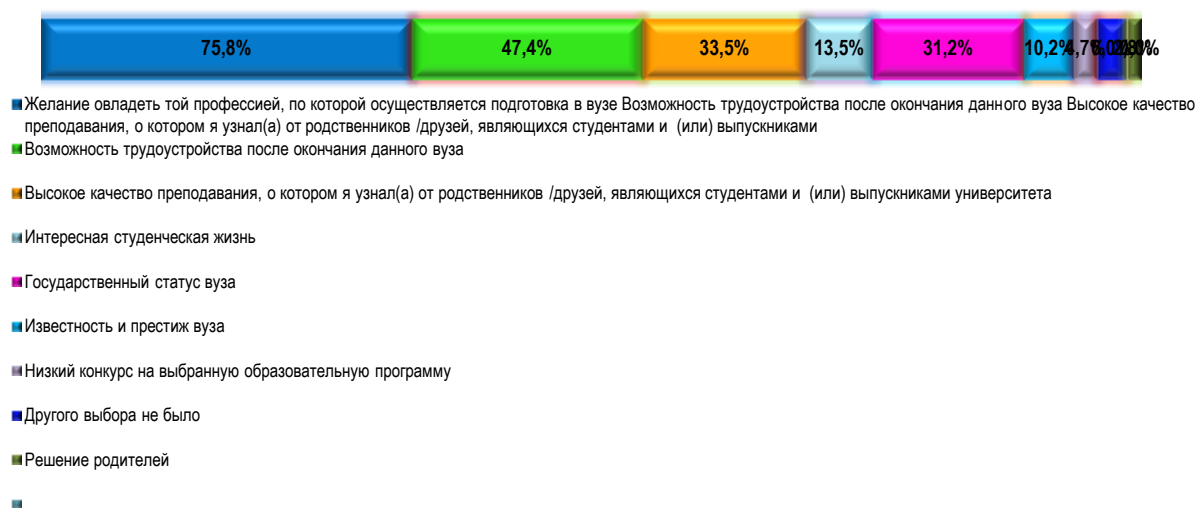 75,8% 47,4% 33,5% 13,5% 31,2% 10,2% 4,7%
Желание овладеть той профессией, по которой осуществляется подготовка в вузе Возможность трудоустройства после окончания данного вуза Высокое качество
преподавания, о котором я узнал(а) от родственников /друзей, являющихся студентами и (или) выпускниками
Возможность трудоустройства после окончания данного вуза
Высокое качество преподавания, о котором я узнал(а) от родственников /друзей, являющихся студентами и (или) выпускниками университета
Интересная студенческая жизнь
Государственный статус вуза
Известность и престиж вуза
Низкий конкурс на выбранную образовательную программу
Другого выбора не было
Решение родителей